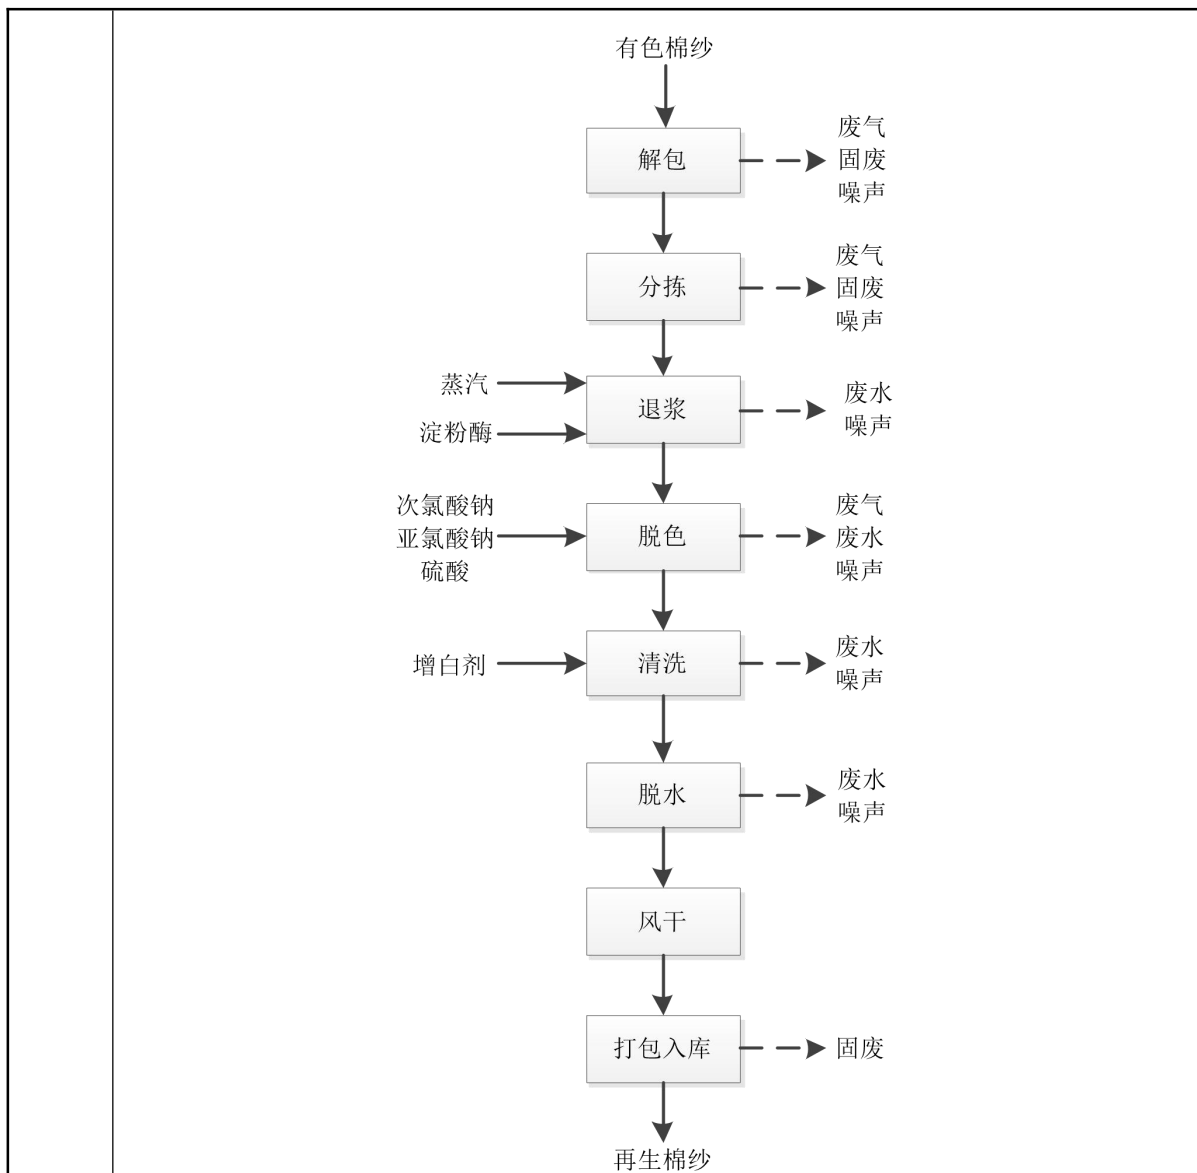 有色棉纱
解包
废气
固废
噪声
分拣
废气
固废
噪声
蒸汽
淀粉酶
退浆
废水
噪声
次氯酸钠
亚氯酸钠
硫酸
脱色
废气
废水
噪声
增白剂
清洗
废水
噪声
脱水
废水
噪声
风干
打包入库
固废
再生棉纱